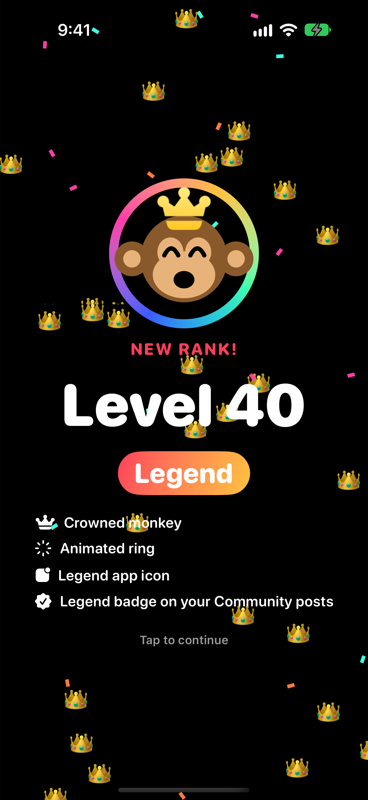 9:41
NEW RANK!
Level 40
Legend
Crowned monkey
Animated ring
Legend app icon
Legend badge on your Community posts
Tap to continue